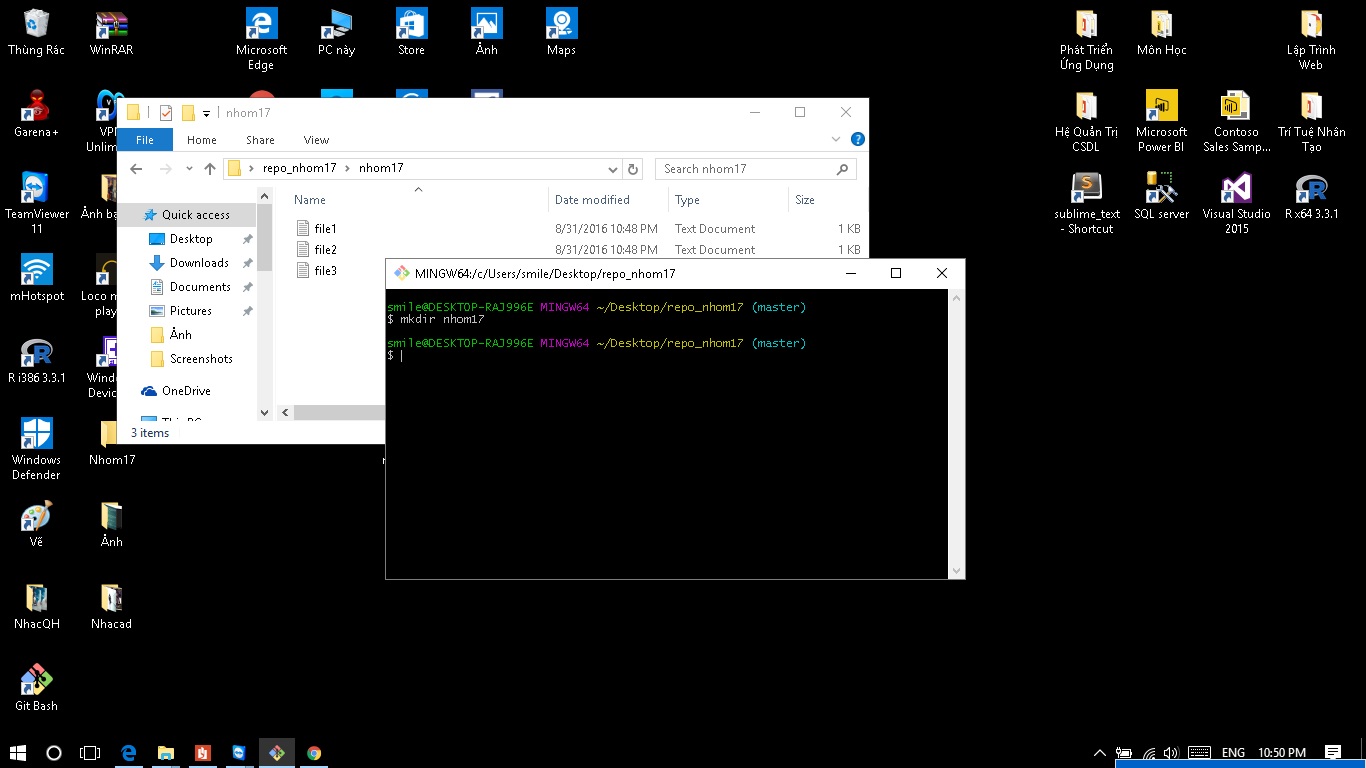 Thùng Rác
WinRAR
Microsoft
Edge
PC này
Store
Ảnh
Maps
Phát Triển
Ứng Dụng
Môn Học
Lập Trình
Web
Garena+
VPN
Unlim
Hệ Quản Trị
CSDL
Microsoft
Power BI
Contoso
Sales Samp...
Trí Tuệ Nhân
Tạo
TeamViewer
11
Ảnh b
sublime_text
- Shortcut
SQL server
Visual Studio
2015
R x64 3.3.1
mHotspot
Loco m
play
R i386 3.3.1
Windo
Devic
Windows
Defender
Nhom17
Vẽ
Ảnh
NhacQH
Nhacad
Git Bash
nhom17
File
Home
Share
View
repo_nhom17 > nhom17
Search nhom17
Name
Date modified
Type
Size
Quick access
Desktop
Downloads
Documents
Pictures
Ảnh
Screenshots
OneDrive
This PC
file1 8/31/2016 10:48 PM Text Document 1 KB
file2 8/31/2016 10:48 PM Text Document 1 KB
file3
3 items
MINGW64:/c/Users/smile/Desktop/repo_nhom17
smile@DESKTOP-RAJ996E MINGW64 ~/Desktop/repo_nhom17 (master)
$ mkdir nhom17
smile@DESKTOP-RAJ996E MINGW64 ~/Desktop/repo_nhom17 (master)
$
ENG
10:50 PM